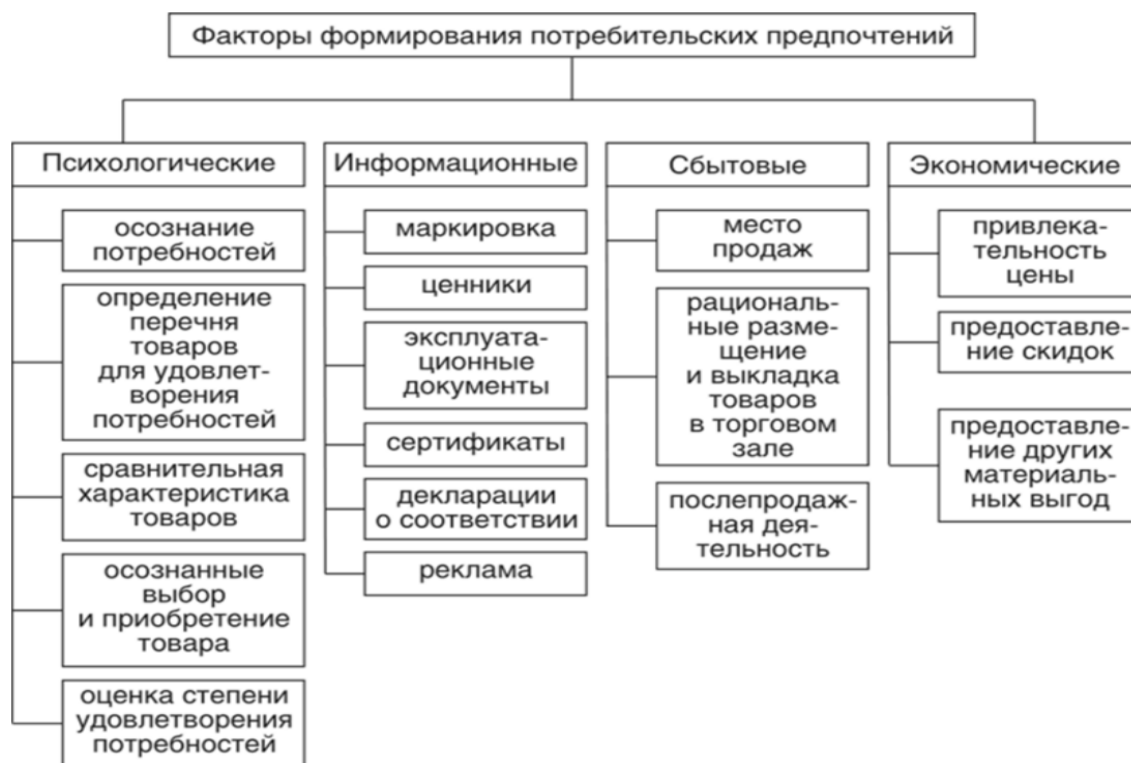 Факторы формирования потребительских предпочтений
Психологические
осознание
потребностей
определение
перечня
товаров
для удовлет-
ворения
потребностей
сравнительная
характеристика
товаров
осознанные
выбор
и приобретение
товара
оценка степени
удовлетворения
потребностей
Информационные
маркировка
ценники
эксплуата-
ционные
документы
сертификаты
декларации
о соответствии
реклама
Сбытовые
место
продаж
рациональ-
ные разме-
щение
и выкладка
товаров
в торговом
зале
послепродаж-
ная дея-
тельность
Экономические
привлека-
тельность
цены
предоставле-
ние скидок
предоставле-
ние других
материаль-
ных выгод